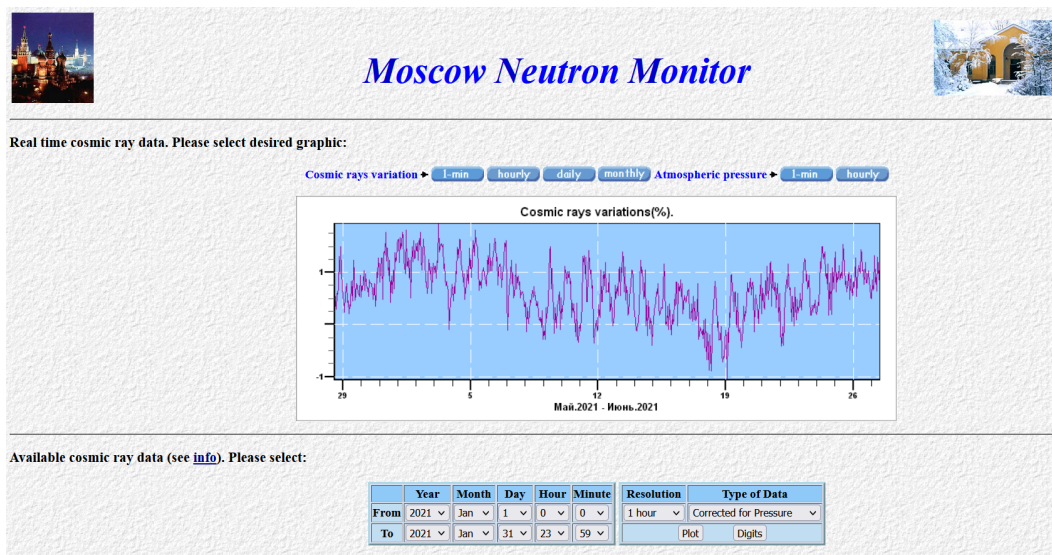 Moscow Neutron Monitor
Real time cosmic ray data. Please select desired graphic:
Cosmic rays variation 1-min hourly daily monthly Atmospheric pressure 1-min hourly
Cosmic rays variations(%).
1
-1
29 5 12 19 26
Май.2021 - Июнь.2021
Available cosmic ray data (see info). Please select:
Year Month Day Hour Minute Resolution Type of Data
From 2021 Jan 1 0 0 1 hour Corrected for Pressure
To 2021 Jan 31 23 59 Plot Digits